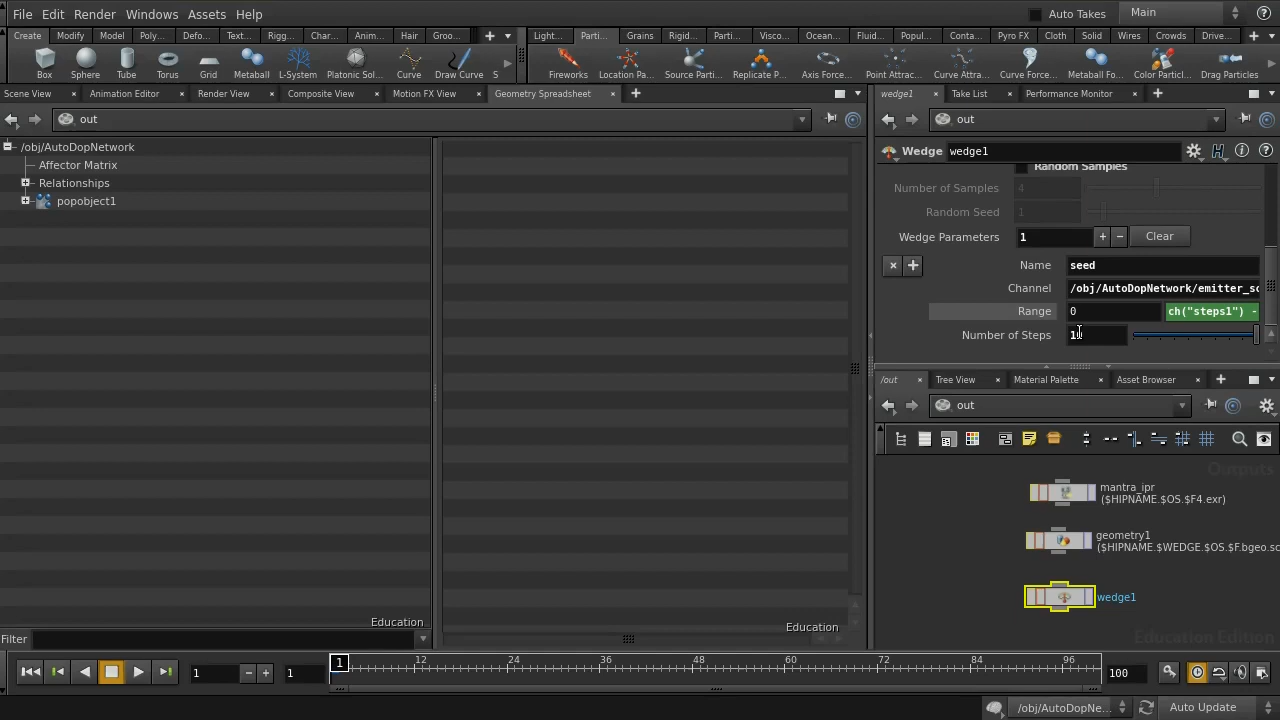 File Edit Render Windows Assets Help Auto Takes Main
Create Modify Model Poly... Defo... Text... Rigg... Char... Anim... Hair Groo... Light... Parti... Grains Rigid... Parti... Visco... Ocean... Fluid... Popul... Conta... Pyro FX Cloth Solid Wires Crowds Drive...
Box Sphere Tube Torus Grid Metaball L-System Platonic Sol... Curve Draw Curve S Fireworks Location Pa... Source Parti... Replicate P... Axis Force... Point Attrac... Curve Attra... Curve Force... Metaball Fo... Color Particl... Drag Particles
Scene View Animation Editor Render View Composite View Motion FX View Geometry Spreadsheet wedge1 Take List Performance Monitor
out out
/obj/AutoDopNetwork
Affector Matrix
Relationships
popobject1
Education
Filter
Education
Wedge wedge1
Random Samples
Number of Samples 4
Random Seed 1
Wedge Parameters 1 + − Clear
Name seed
Channel /obj/AutoDopNetwork/emitter_so
Range 0 ch("steps1") -
Number of Steps 1
/out Tree View Material Palette Asset Browser
out
Outputs
mantra_ipr
($HIPNAME.$OS.$F4.exr)
geometry1
($HIPNAME.$WEDGE.$OS.$F.bgeo.sc
wedge1
Education Edition
1 1 1 12 24 36 48 60 72 84 96 100
/obj/AutoDopNe... Auto Update